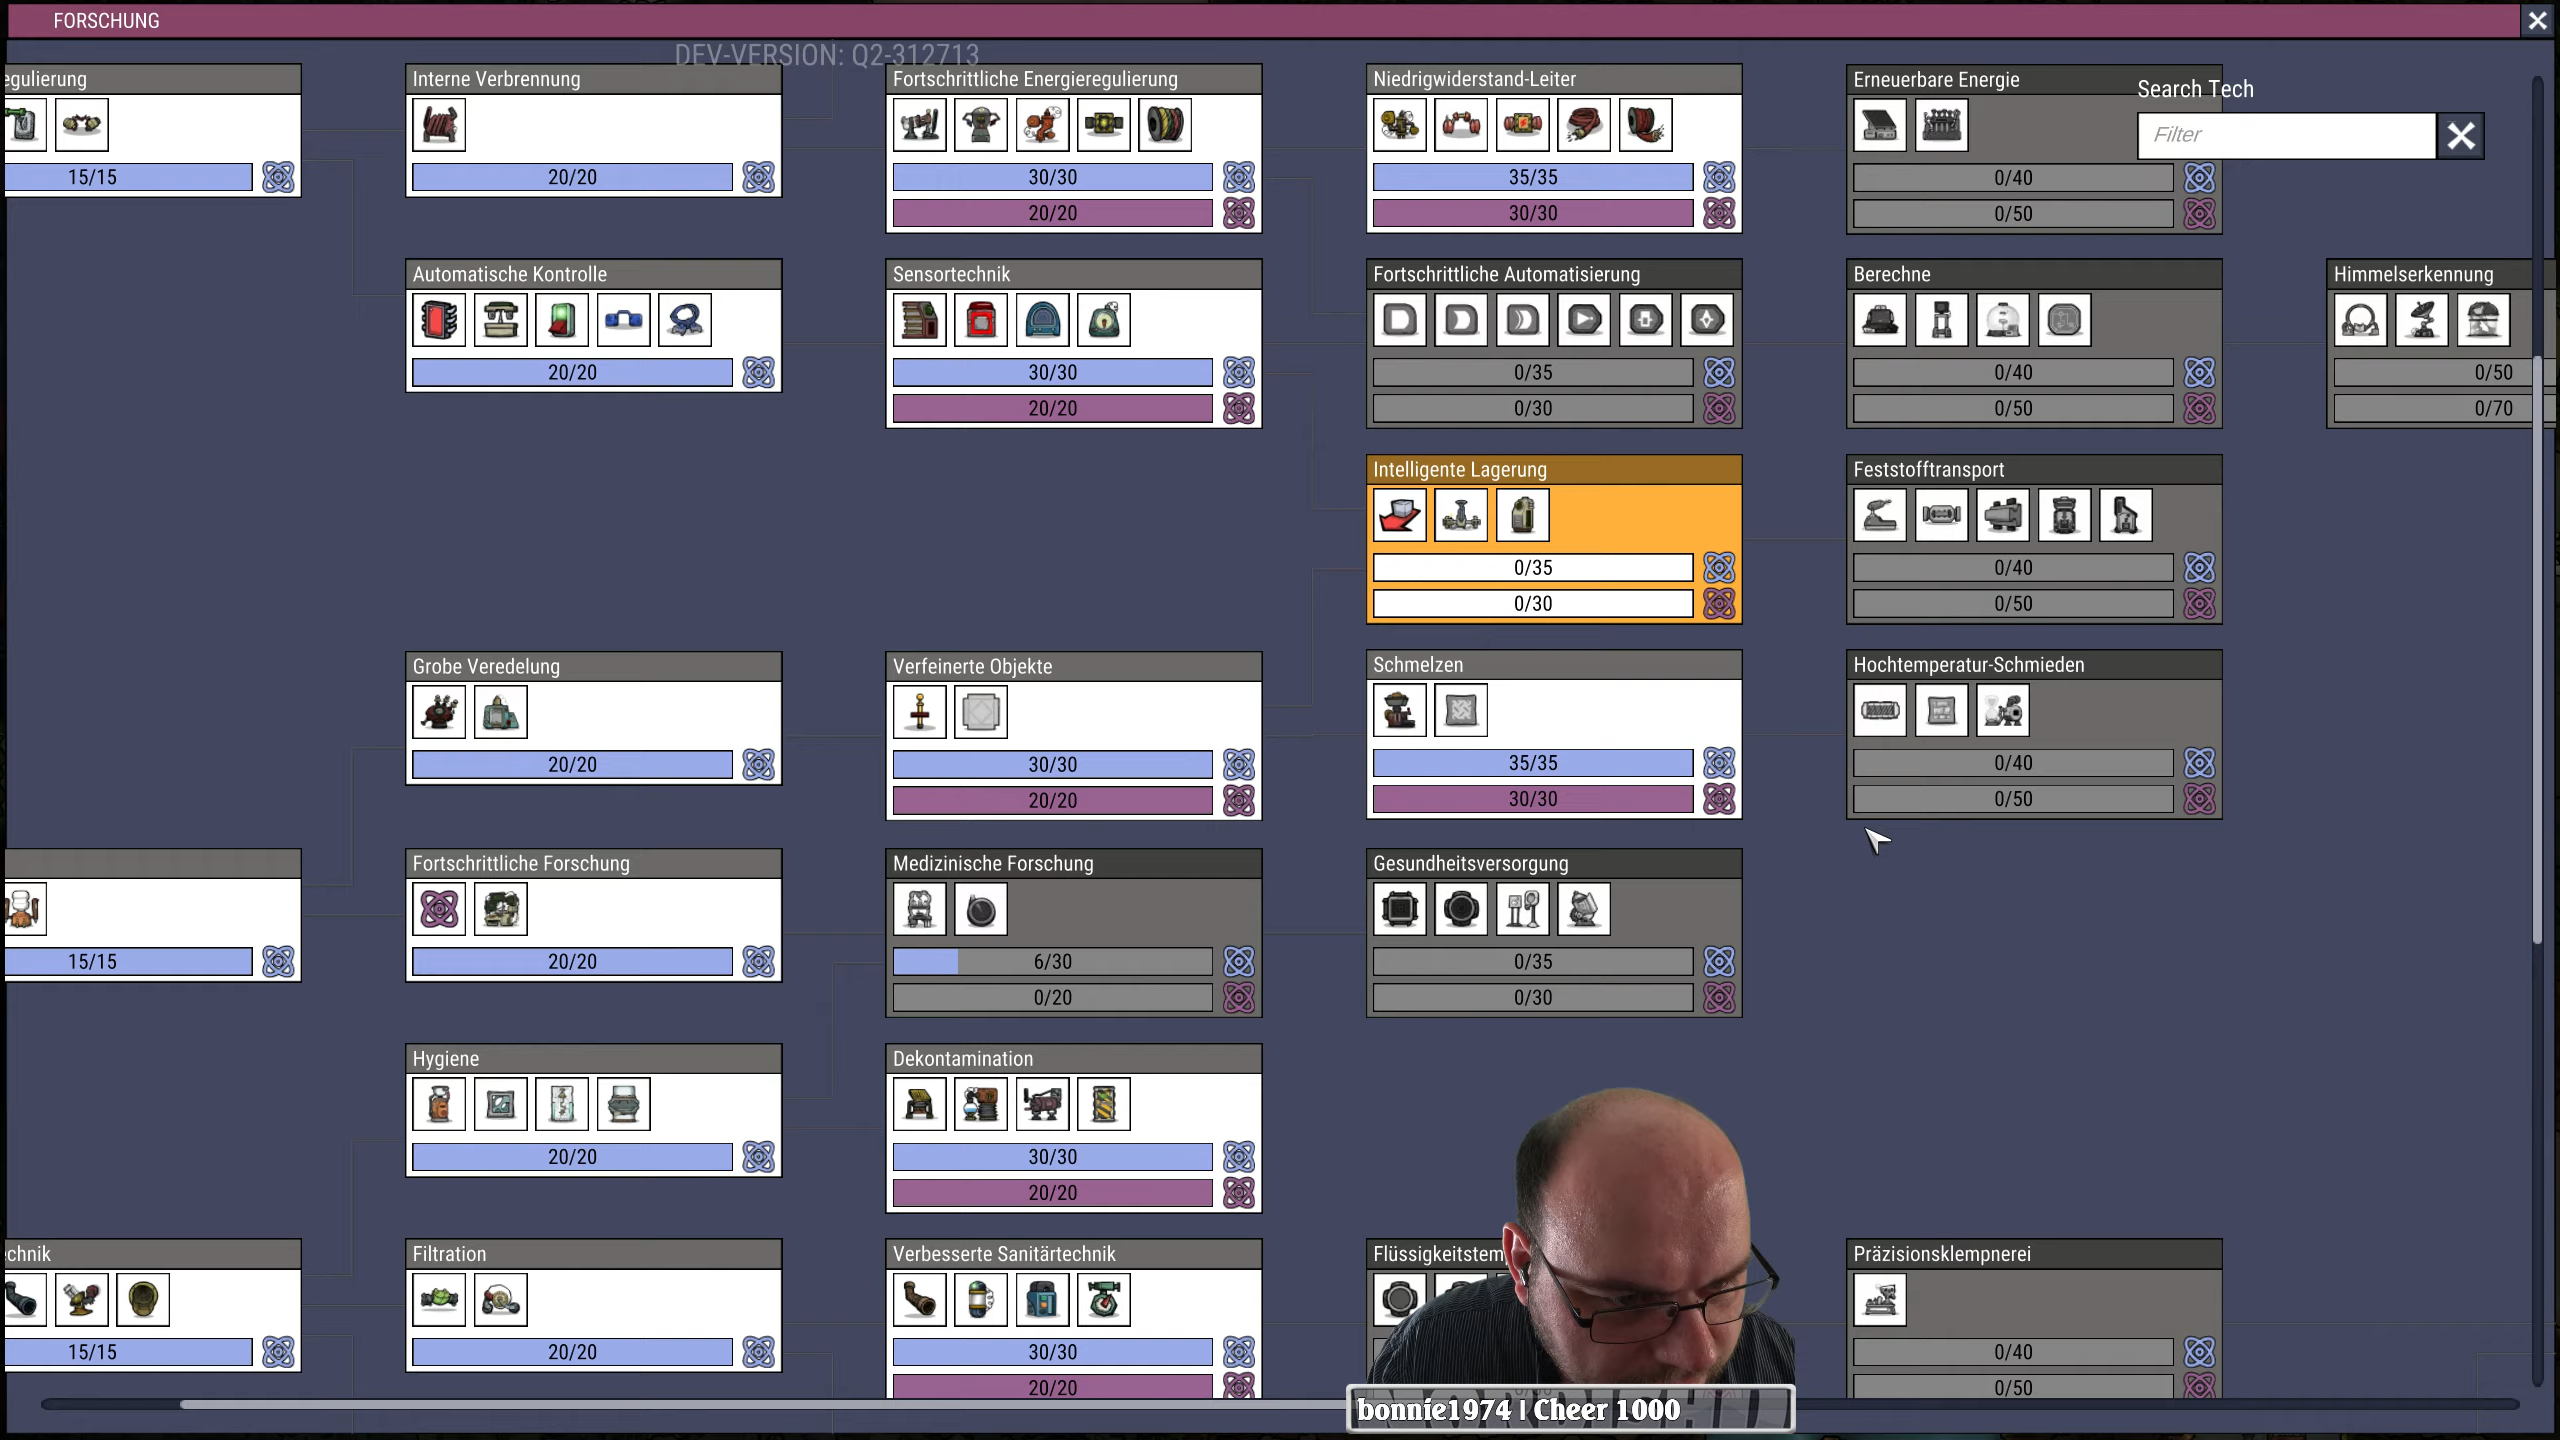 FORSCHUNG
DEV-VERSION: Q2-312713
Search Tech
Filter
egulierung
15/15
Interne Verbrennung
20/20
Fortschrittliche Energieregulierung
30/30
20/20
Niedrigwiderstand-Leiter
35/35
30/30
Erneuerbare Energie
0/40
0/50
Automatische Kontrolle
20/20
Sensortechnik
30/30
20/20
Fortschrittliche Automatisierung
0/35
0/30
Berechne
0/40
0/50
Himmelserkennung
0/50
0/70
Intelligente Lagerung
0/35
0/30
Feststofftransport
0/40
0/50
Grobe Veredelung
20/20
Verfeinerte Objekte
30/30
20/20
Schmelzen
35/35
30/30
Hochtemperatur-Schmieden
0/40
0/50
15/15
Fortschrittliche Forschung
20/20
Medizinische Forschung
6/30
0/20
Gesundheitsversorgung
0/35
0/30
Hygiene
20/20
Dekontamination
30/30
20/20
echnik
15/15
Filtration
20/20
Verbesserte Sanitärtechnik
30/30
20/20
Flüssigkeitstem
Präzisionsklempnerei
0/40
0/50
bonnie1974 | Cheer 1000